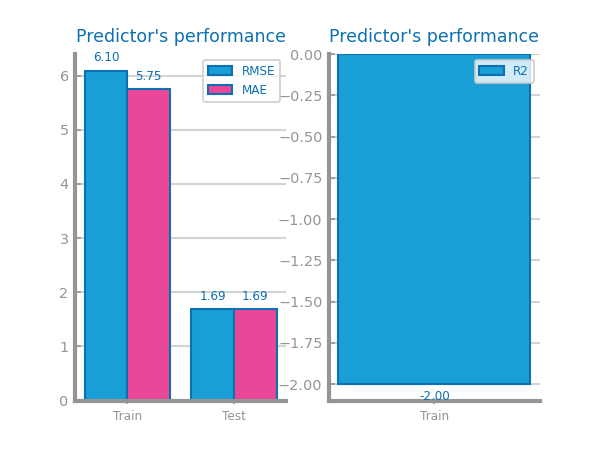 Predictor's performance
6.10
5.75
RMSE
MAE
1.69
1.69
6
5
4
3
2
1
0
Train
Test
Predictor's performance
R2
0.00
−0.25
−0.50
−0.75
−1.00
−1.25
−1.50
−1.75
−2.00
-2.00
Train